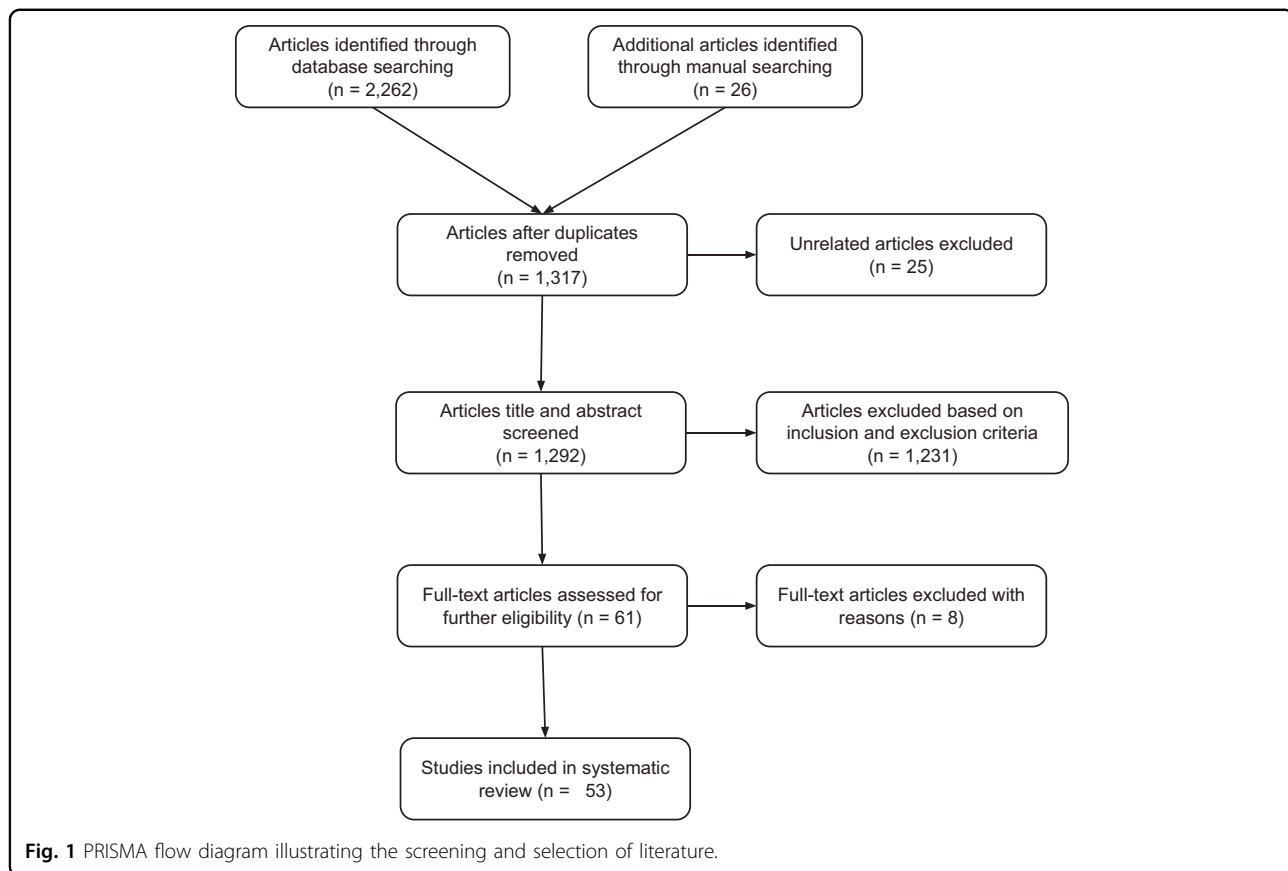 Articles identified through
database searching
(n = 2,262)
Additional articles identified
through manual searching
(n = 26)
Articles after duplicates
removed
(n = 1,317)
Unrelated articles excluded
(n = 25)
Articles title and abstract
screened
(n = 1,292)
Articles excluded based on
inclusion and exclusion criteria
(n = 1,231)
Full-text articles assessed for
further eligibility (n = 61)
Full-text articles excluded with
reasons (n = 8)
Studies included in systematic
review (n = 53)
Fig. 1 PRISMA flow diagram illustrating the screening and selection of literature.